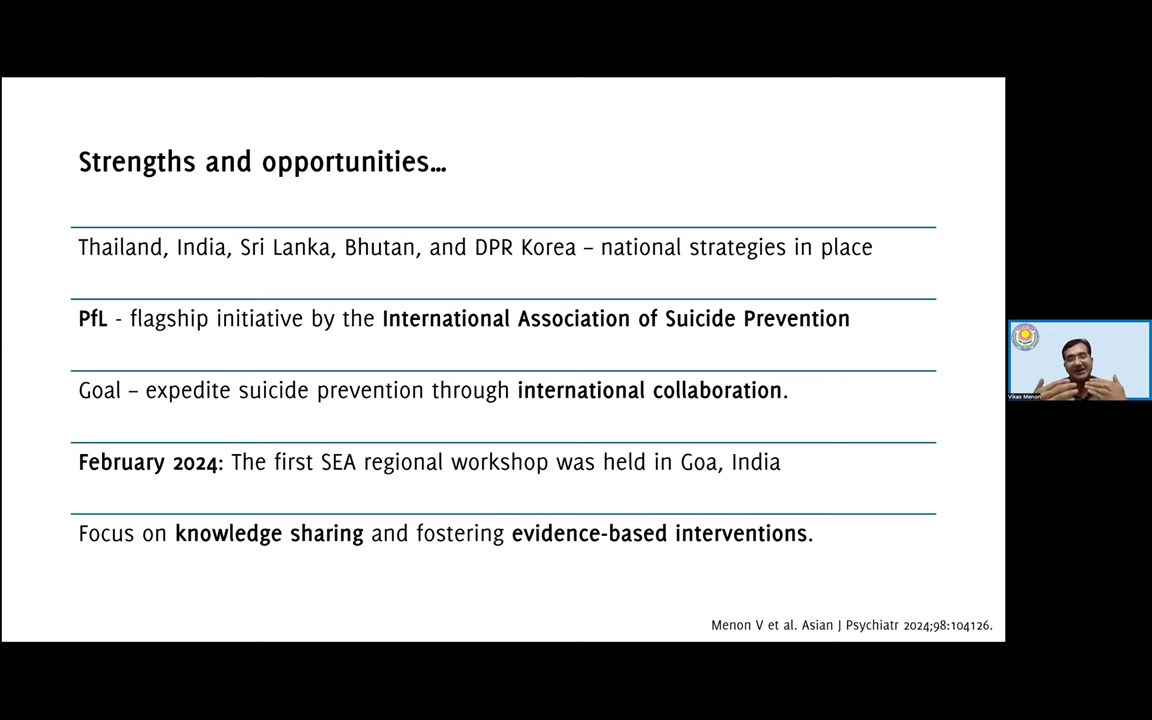 Strengths and opportunities...
Thailand, India, Sri Lanka, Bhutan, and DPR Korea – national strategies in place
PfL - flagship initiative by the International Association of Suicide Prevention
Goal – expedite suicide prevention through international collaboration.
February 2024: The first SEA regional workshop was held in Goa, India
Focus on knowledge sharing and fostering evidence-based interventions.
Menon V et al. Asian J Psychiatr 2024;98:104126.
Vikas Menon